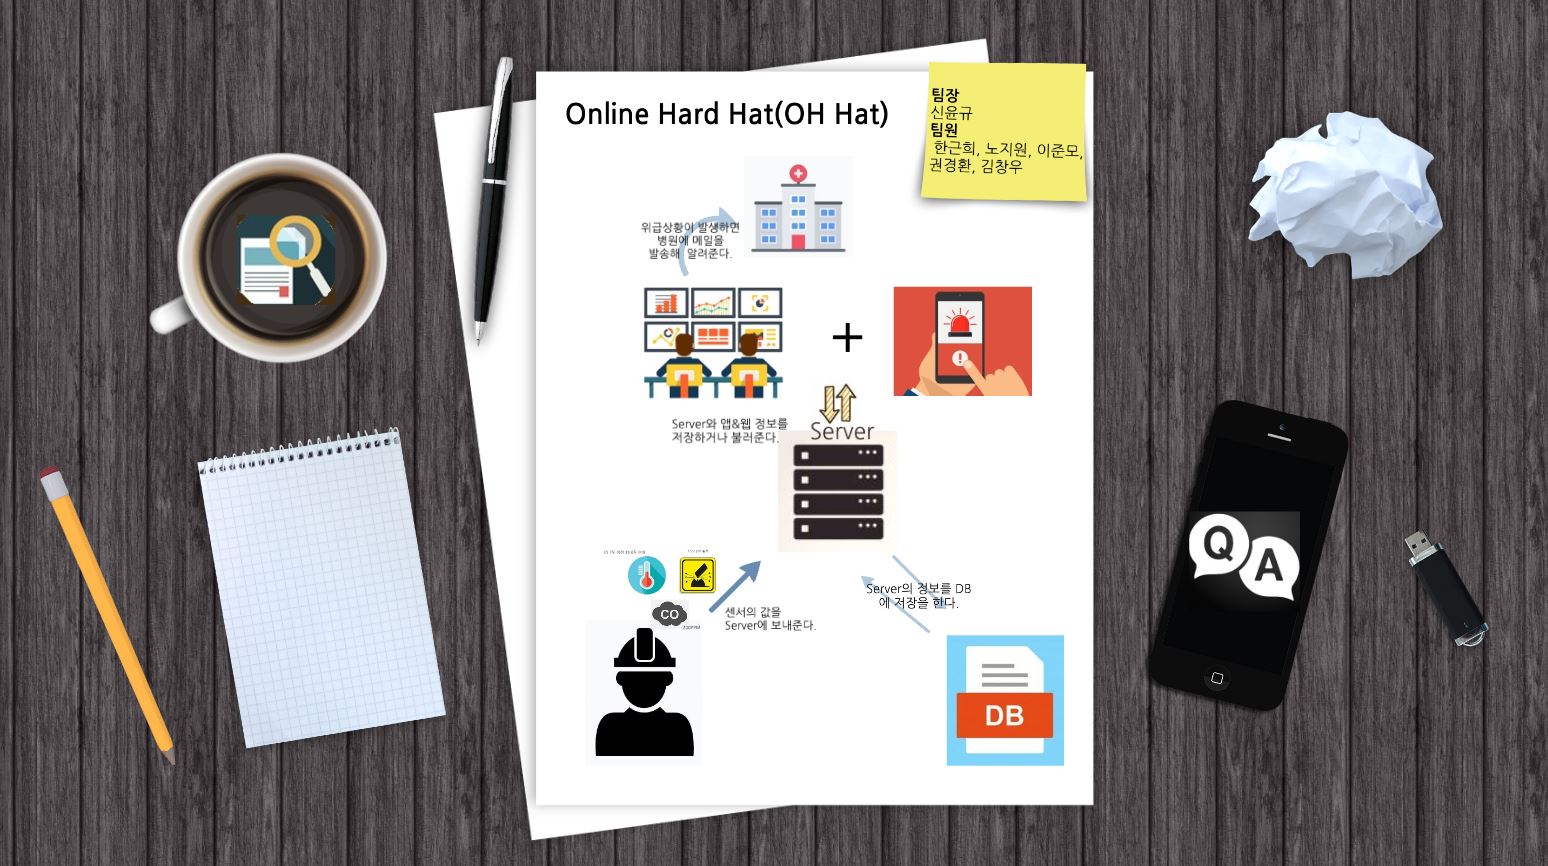 Online Hard Hat(OH Hat)
팀장
신윤규
팀원
한근희, 노지원, 이준모,
권경환, 김창우
위급상황이 발생하면
병원에 메일을
발송해 알려준다.
+
Server와 앱&웹 정보를
저장하거나 불러준다.
Server
CO
센서의 값을
Server에 보내준다.
Server의 정보를 DB
에 저장을 한다.
DB
Q A